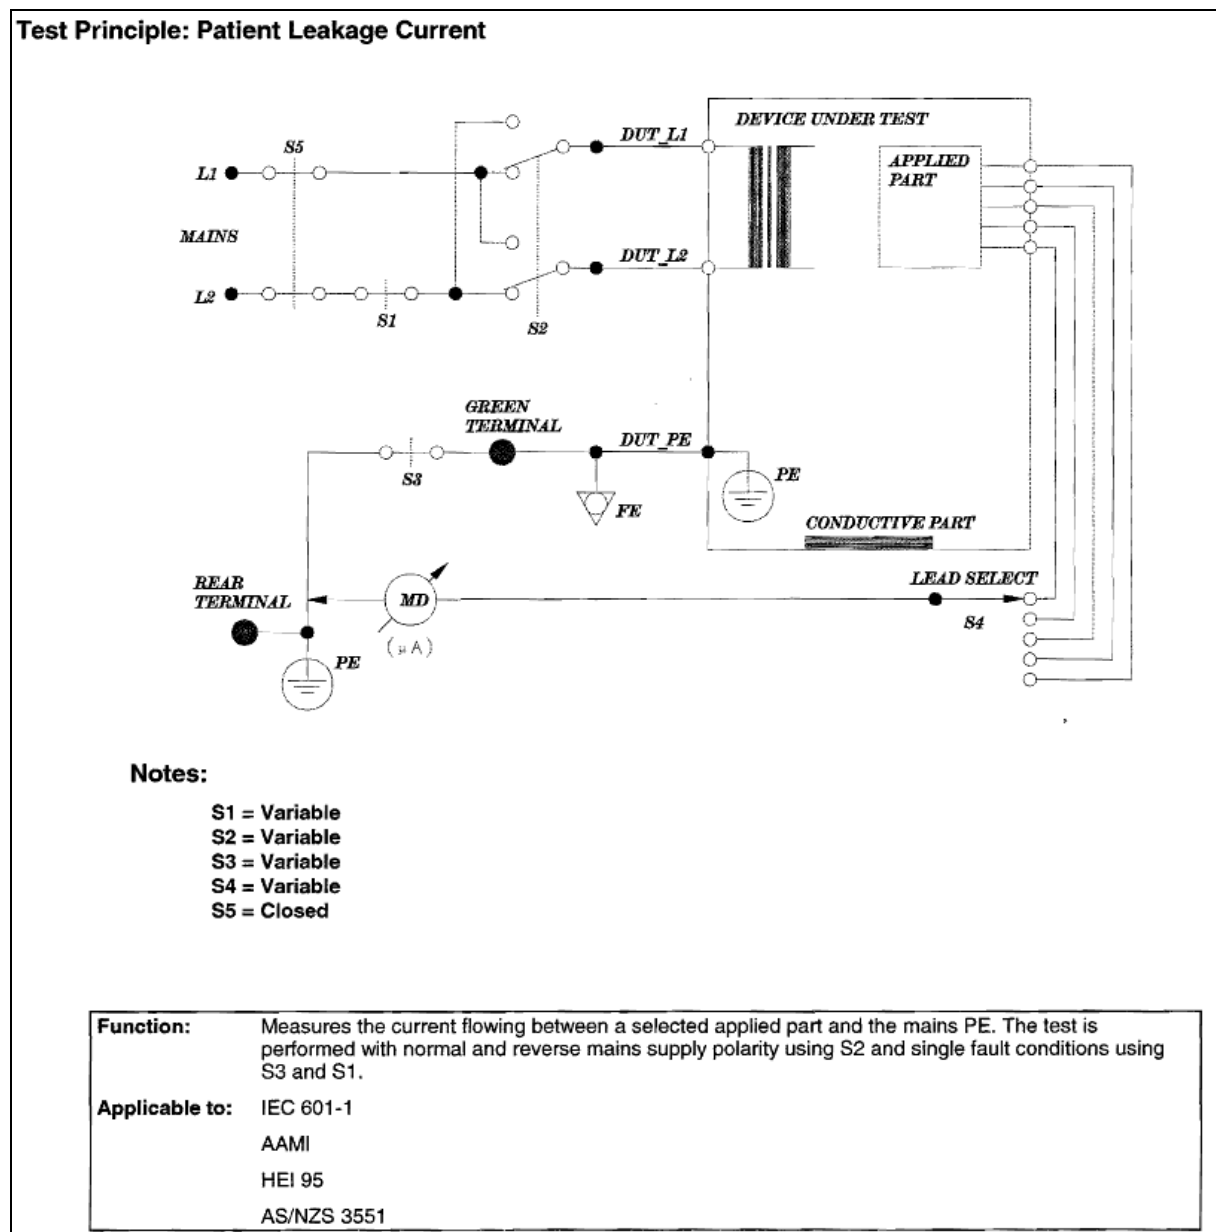 Test Principle: Patient Leakage Current
DEVICE UNDER TEST
DUT_L1
S5
APPLIED
PART
L1
MAINS
DUT_L2
L2
S1
S2
GREEN
TERMINAL
DUT_PE
S3
PE
FE
CONDUCTIVE PART
REAR
TERMINAL
LEAD SELECT
MD
S4
(μA)
PE
Notes:
S1 = Variable
S2 = Variable
S3 = Variable
S4 = Variable
S5 = Closed
Function: Measures the current flowing between a selected applied part and the mains PE. The test is
performed with normal and reverse mains supply polarity using S2 and single fault conditions using
S3 and S1.
Applicable to: IEC 601-1
AAMI
HEI 95
AS/NZS 3551